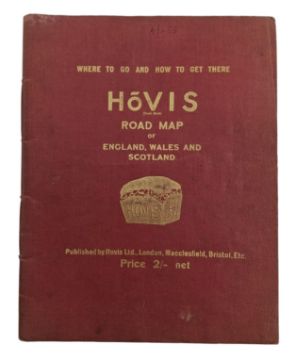 WHERE TO GO AND HOW TO GET THERE
HōVIS
ROAD MAP
OF
ENGLAND, WALES AND
SCOTLAND
HōVIS
Published by Hovis Ltd., London, Macclesfield, Bristol, Etc.
Price 2/- net